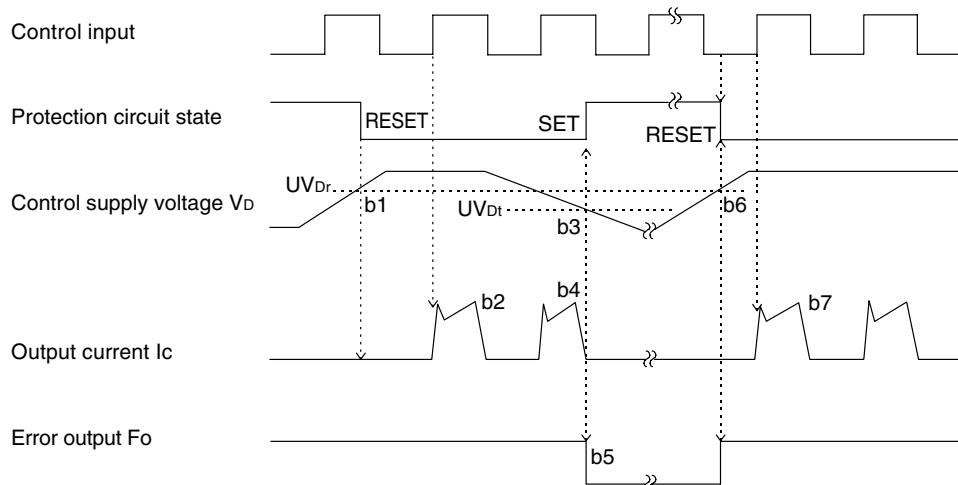 Control input
Protection circuit state
RESET
SET
RESET
Control supply voltage VD
UVDr
b1
UVDt
b3
b6
Output current Ic
b2
b4
b7
Error output Fo
b5